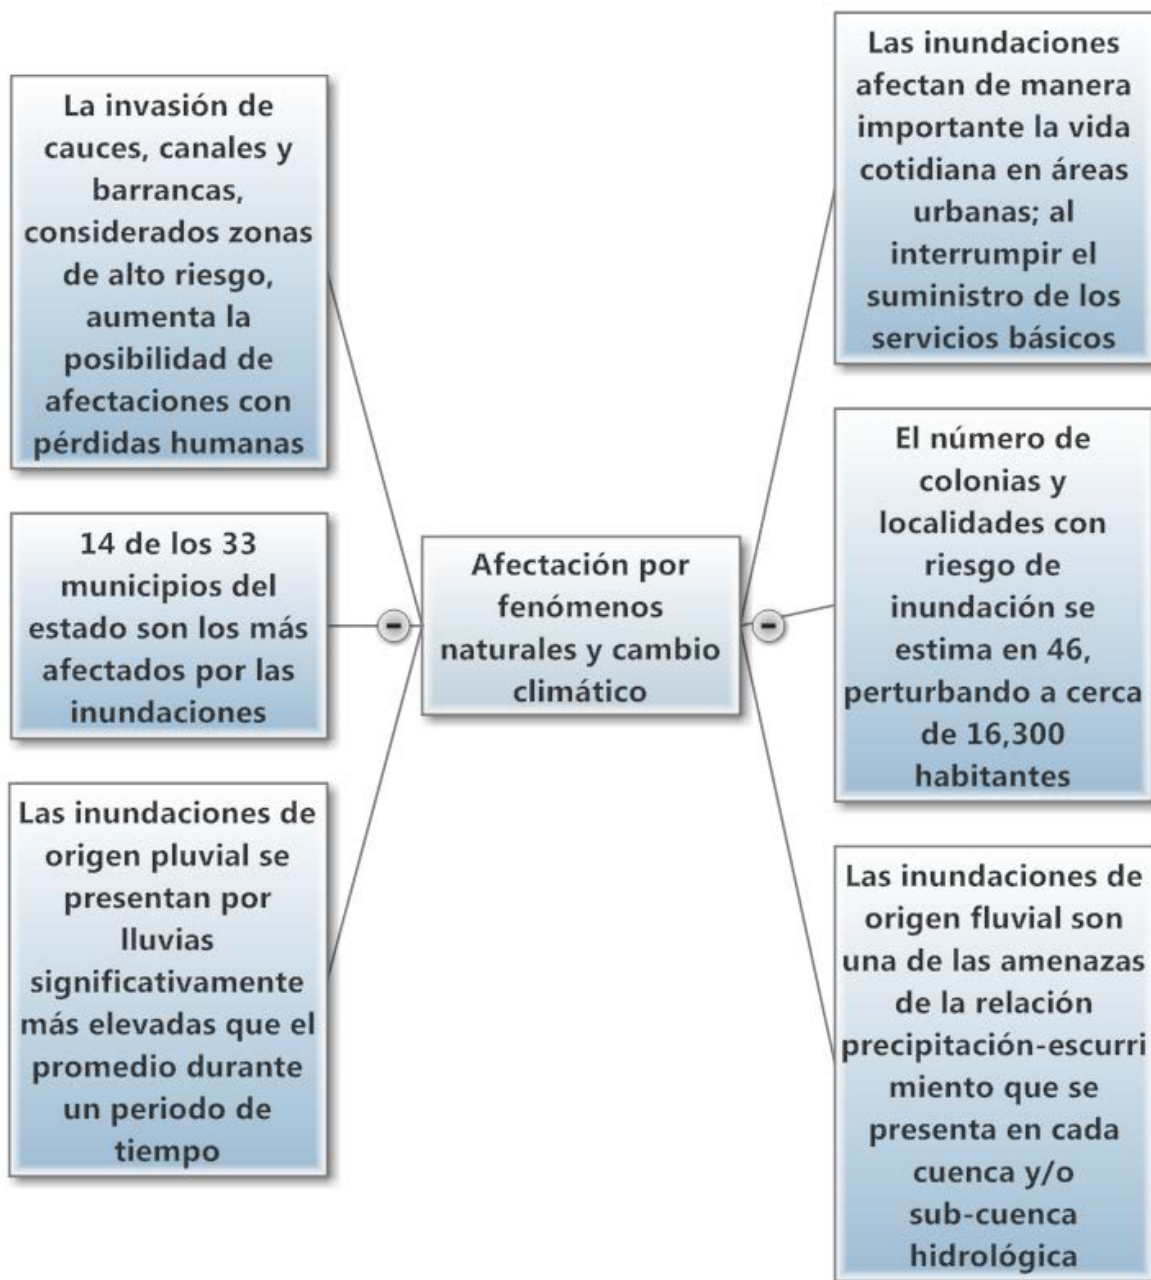 La invasión de
cauces, canales y
barrancas,
considerados zonas
de alto riesgo,
aumenta la
posibilidad de
afectaciones con
pérdidas humanas
14 de los 33
municipios del
estado son los más
afectados por las
inundaciones
Las inundaciones de
origen pluvial se
presentan por
lluvias
significativamente
más elevadas que el
promedio durante
un periodo de
tiempo
Afectación por
fenómenos
naturales y cambio
climático
Las inundaciones
afectan de manera
importante la vida
cotidiana en áreas
urbanas; al
interrumpir el
suministro de los
servicios básicos
El número de
colonias y
localidades con
riesgo de
inundación se
estima en 46,
perturbando a cerca
de 16,300
habitantes
Las inundaciones de
origen fluvial son
una de las amenazas
de la relación
precipitación-escurri
miento que se
presenta en cada
cuenca y/o
sub-cuenca
hidrológica